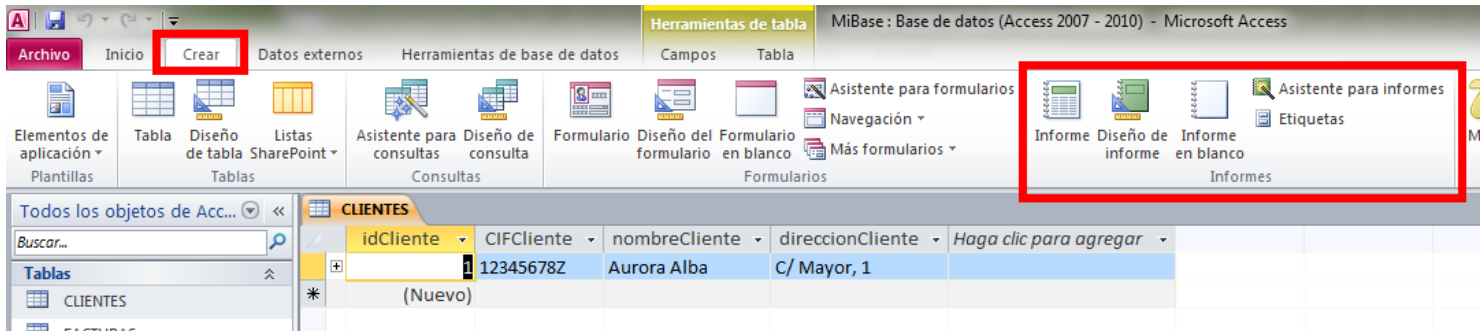 Herramientas de tabla
MiBase : Base de datos (Access 2007 - 2010) - Microsoft Access
Archivo Inicio Crear Datos externos Herramientas de base de datos Campos Tabla
Elementos de aplicación
Tabla
Diseño de tabla
Listas SharePoint
Asistente para consultas
Diseño de consulta
Formulario
Diseño del formulario
Formulario en blanco
Asistente para formularios
Navegación
Más formularios
Informe
Diseño de informe
Informe en blanco
Asistente para informes
Etiquetas
Plantillas Tablas Consultas Formularios Informes
Todos los objetos de Acc...
Buscar...
Tablas
CLIENTES
CLIENTES
idCliente CIFCliente nombreCliente direccionCliente Haga clic para agregar
1 12345678Z Aurora Alba C/ Mayor, 1
(Nuevo)